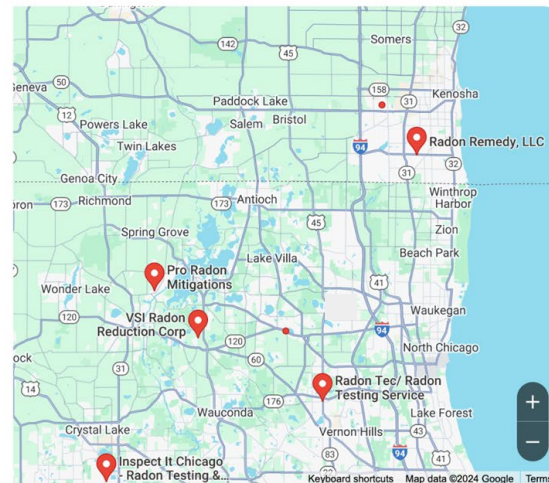 Somers
32
142
45
158
50
Geneva
Paddock Lake
31
Kenosha
12
Powers Lake
Salem
Bristol
Twin Lakes
94
Radon Remedy, LLC
32
Genoa City
31
Winthrop
Harbor
173
Richmond
173
Antioch
45
Zion
Spring Grove
Lake Villa
Beach Park
Pro Radon
Mitigations
41
Wonder Lake
VSI Radon
Reduction Corp
Waukegan
120
120
94
North Chicago
60
14
Radon Tec/ Radon
Testing Service
176
Wauconda
Lake Forest
Crystal Lake
Vernon Hills
43
31
94
41
83
Inspect It Chicago
- Radon Testing &...
+
−
Keyboard shortcuts
Map data ©2024 Google
Term